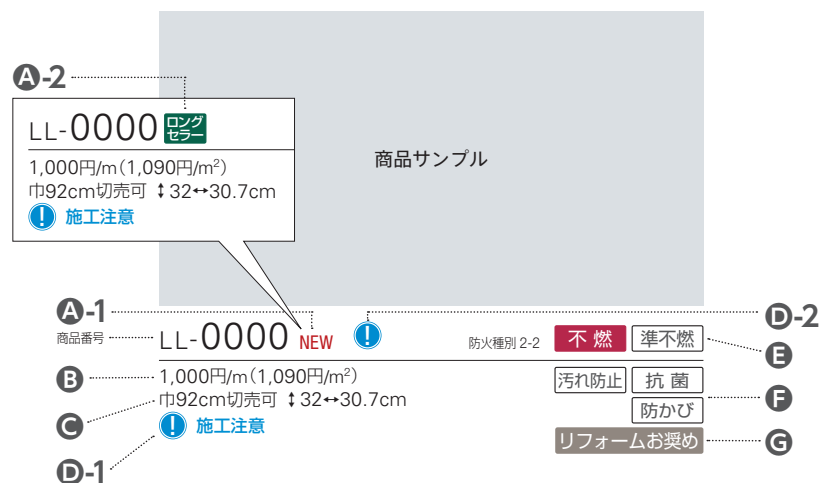 A-2
LL-0000 ロングセラー
1,000円/m(1,090円/m²)
巾92cm切売可 ↕32↔30.7cm
! 施工注意
商品サンプル
A-1
商品番号 LL-0000 NEW ! 防火種別 2-2 不燃 準不燃
D-2
E
B 1,000円/m(1,090円/m²) 汚れ防止 抗菌
C 巾92cm切売可 ↕32↔30.7cm 防かび
F
D-1 ! 施工注意 リフォームお奨め
G